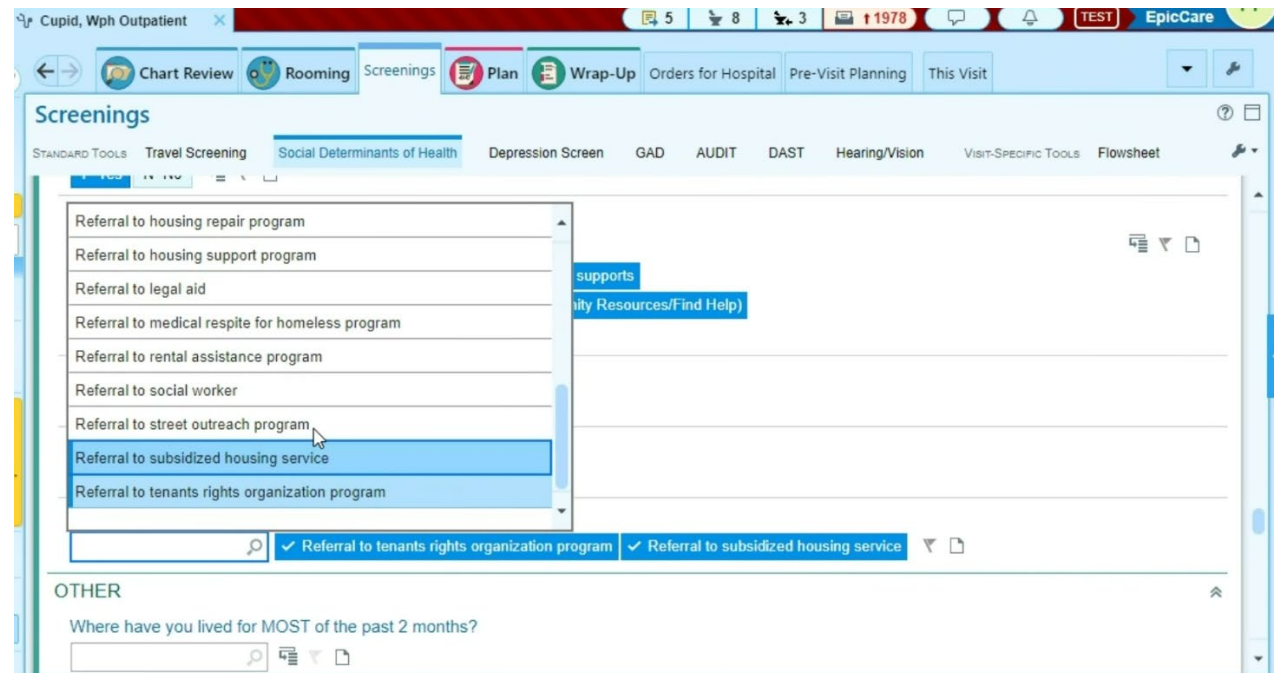 Cupid, Wph Outpatient
5 8 3 1978 TEST EpicCare
Chart Review Rooming Screenings Plan Wrap-Up Orders for Hospital Pre-Visit Planning This Visit
Screenings
STANDARD TOOLS Travel Screening Social Determinants of Health Depression Screen GAD AUDIT DAST Hearing/Vision VISIT-SPECIFIC TOOLS Flowsheet
Yes N No
Referral to housing repair program
Referral to housing support program
supports
Referral to legal aid
ity Resources/Find Help)
Referral to medical respite for homeless program
Referral to rental assistance program
Referral to social worker
Referral to street outreach program
Referral to subsidized housing service
Referral to tenants rights organization program
Referral to tenants rights organization program Referral to subsidized housing service
OTHER
Where have you lived for MOST of the past 2 months?